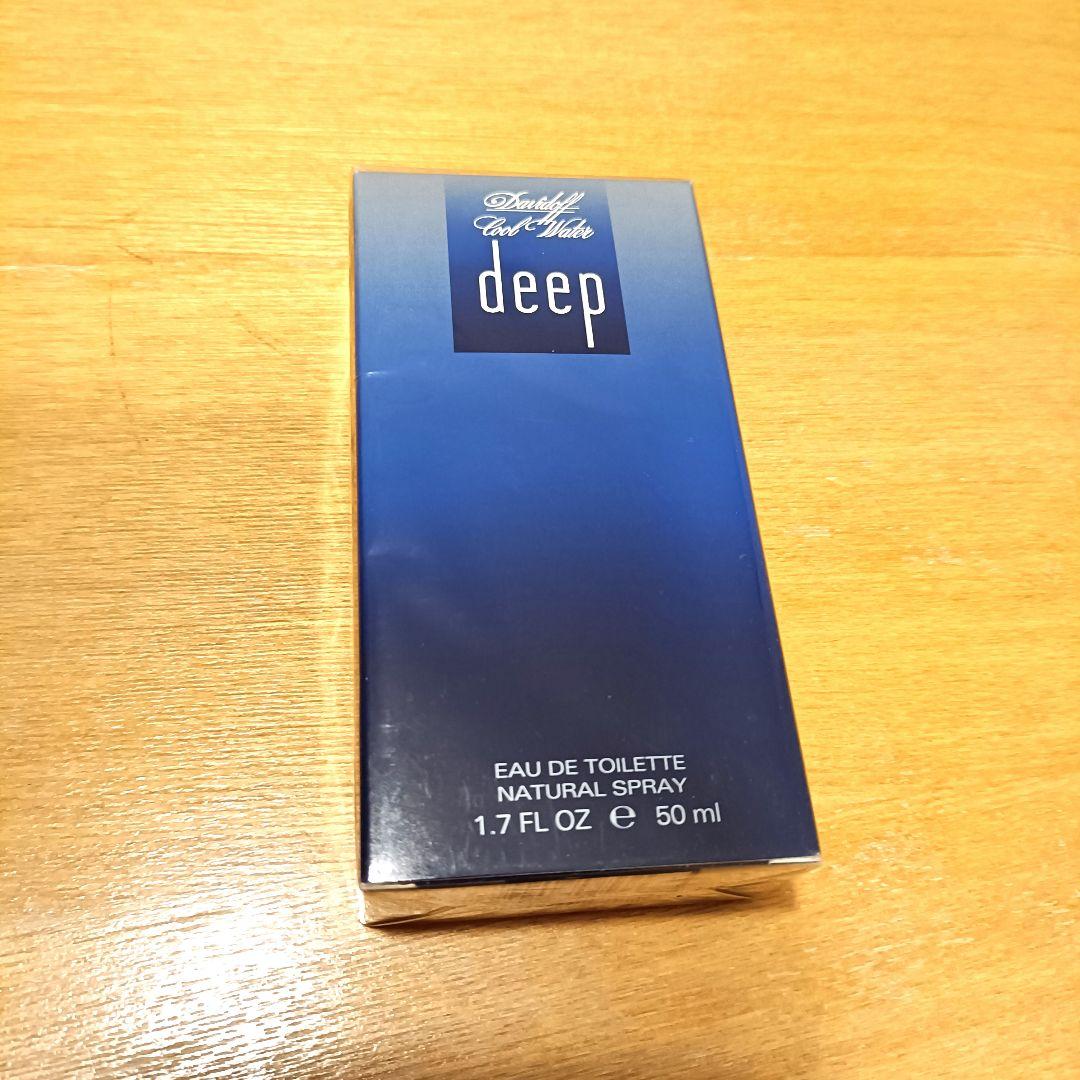 Davidoff
Cool Water
deep
EAU DE TOILETTE
NATURAL SPRAY
1.7 FL OZ ℮ 50 ml